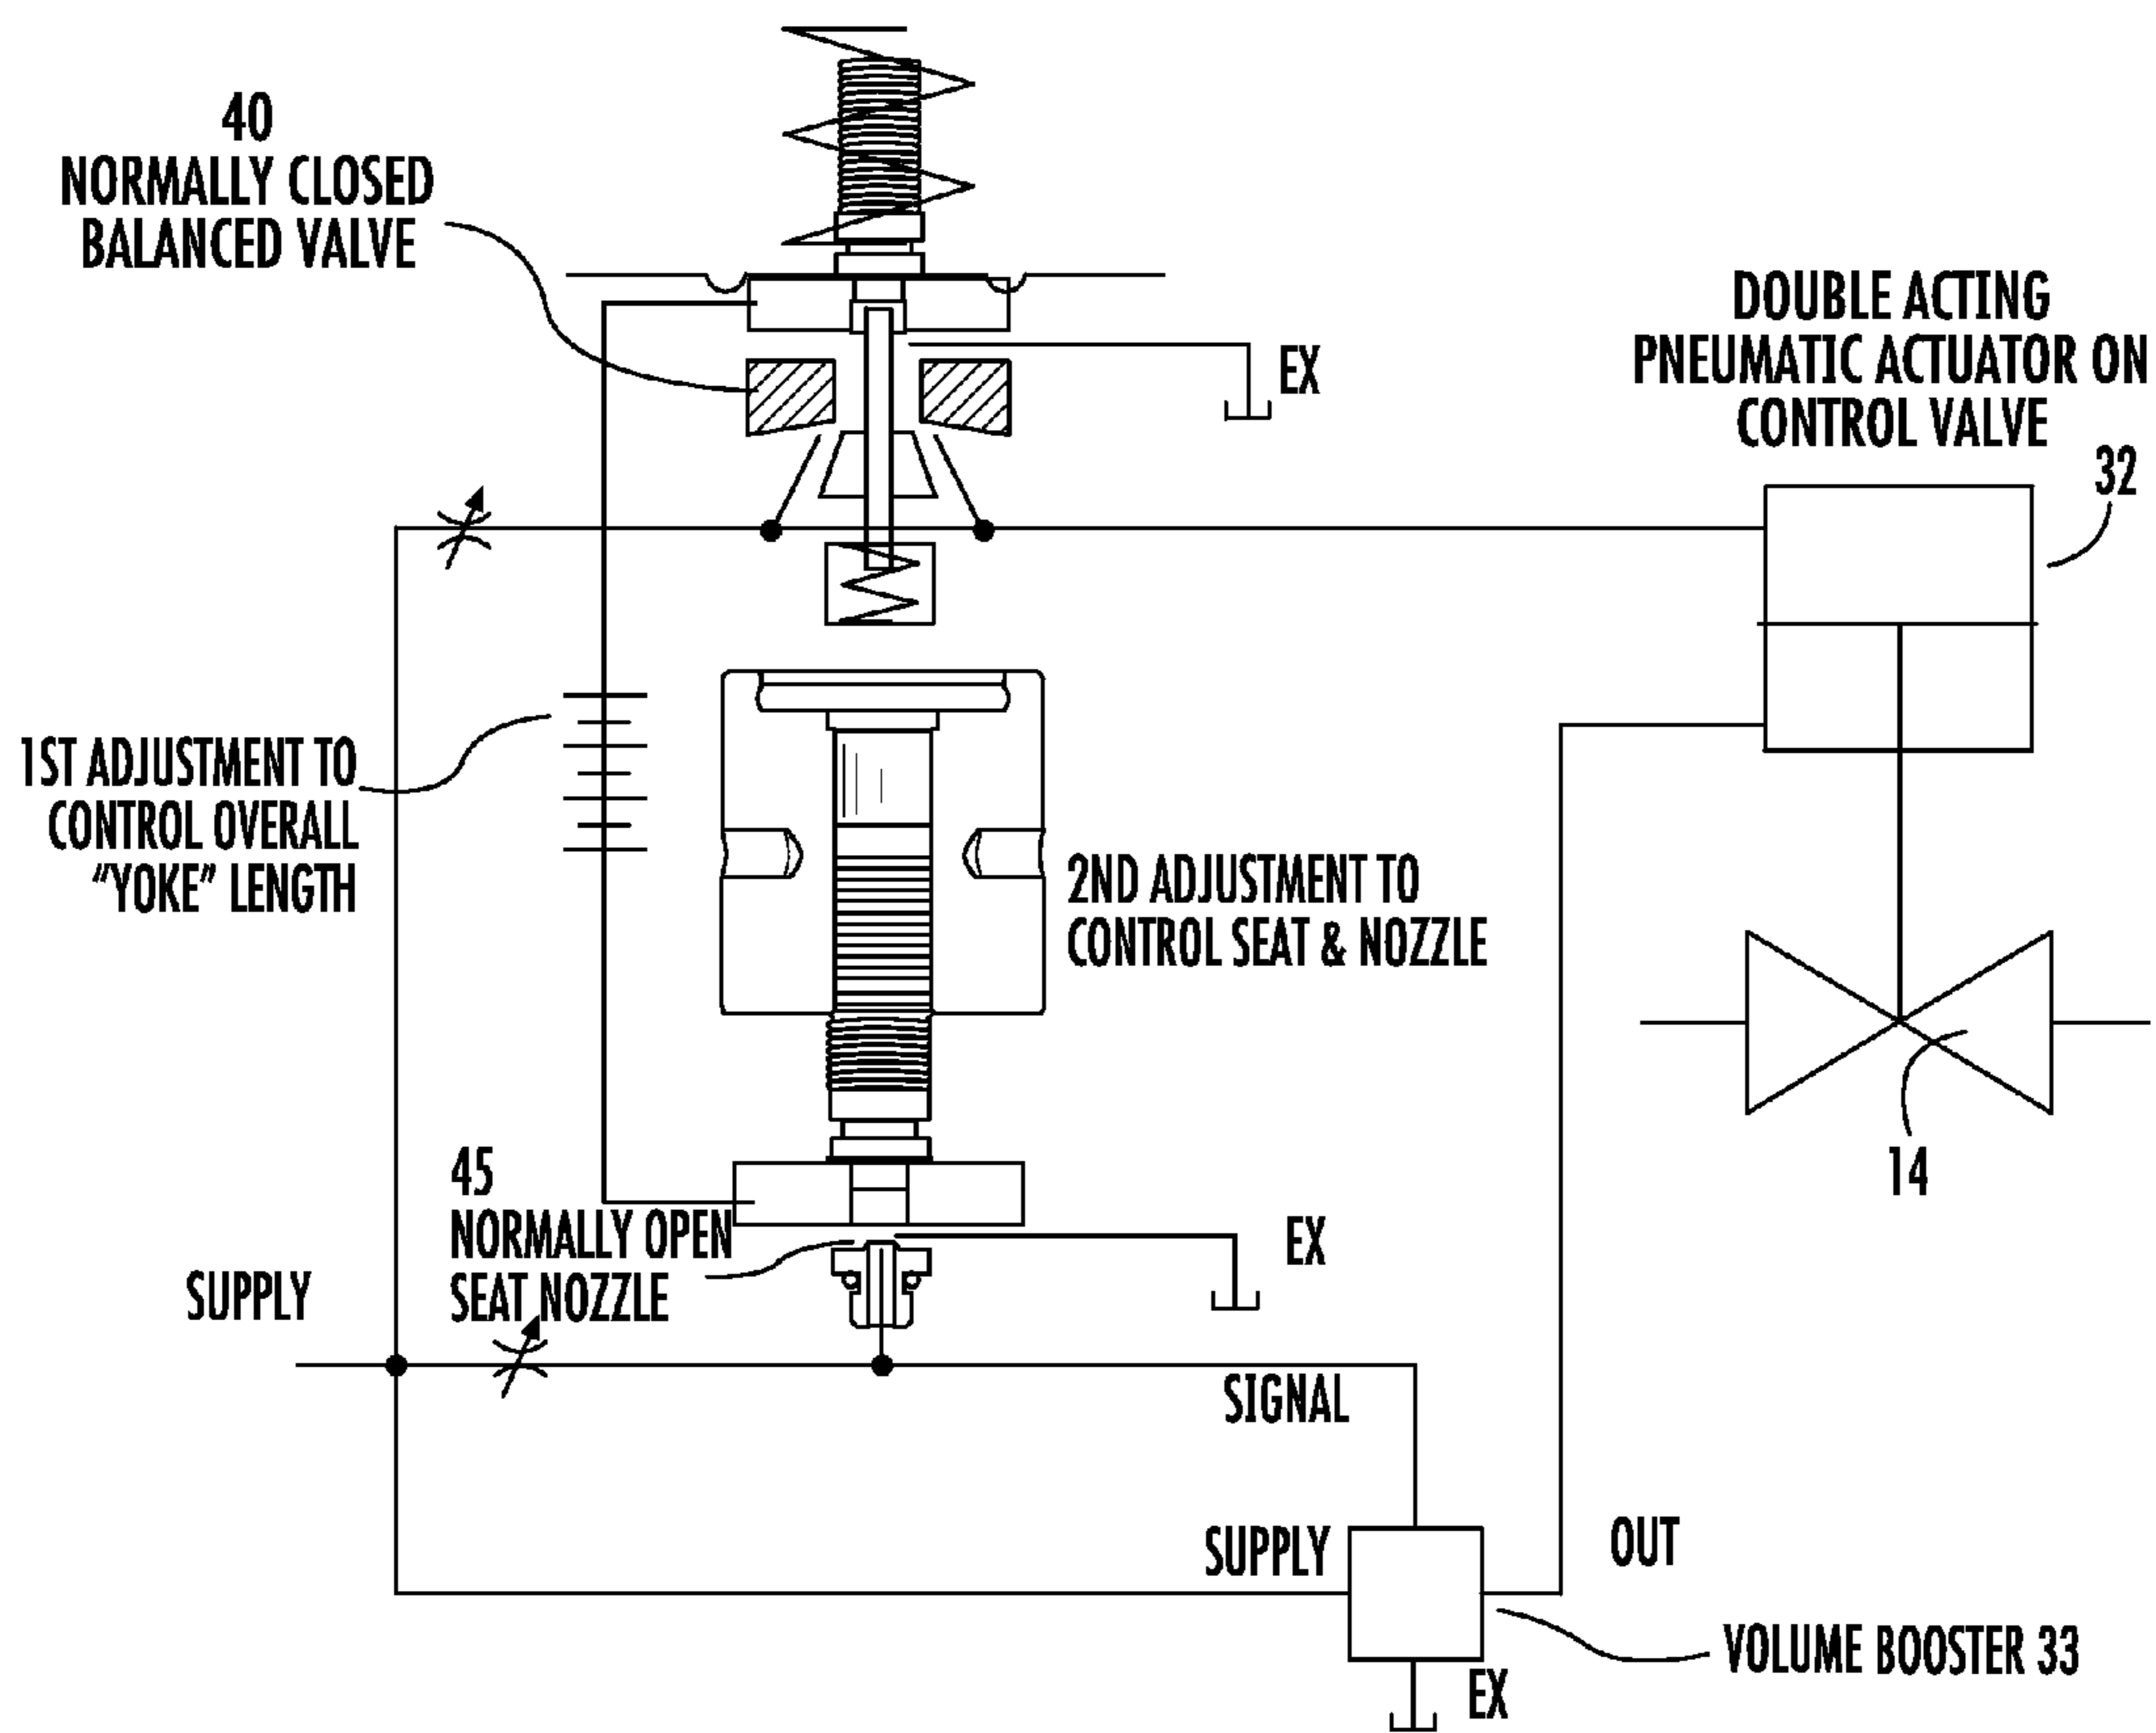 40
NORMALLY CLOSED
BALANCED VALVE
EX
DOUBLE ACTING
PNEUMATIC ACTUATOR ON
CONTROL VALVE
32
1ST ADJUSTMENT TO
CONTROL OVERALL
"YOKE" LENGTH
2ND ADJUSTMENT TO
CONTROL SEAT & NOZZLE
14
45
NORMALLY OPEN
SEAT NOZZLE
EX
SUPPLY
SIGNAL
SUPPLY
OUT
VOLUME BOOSTER 33
EX